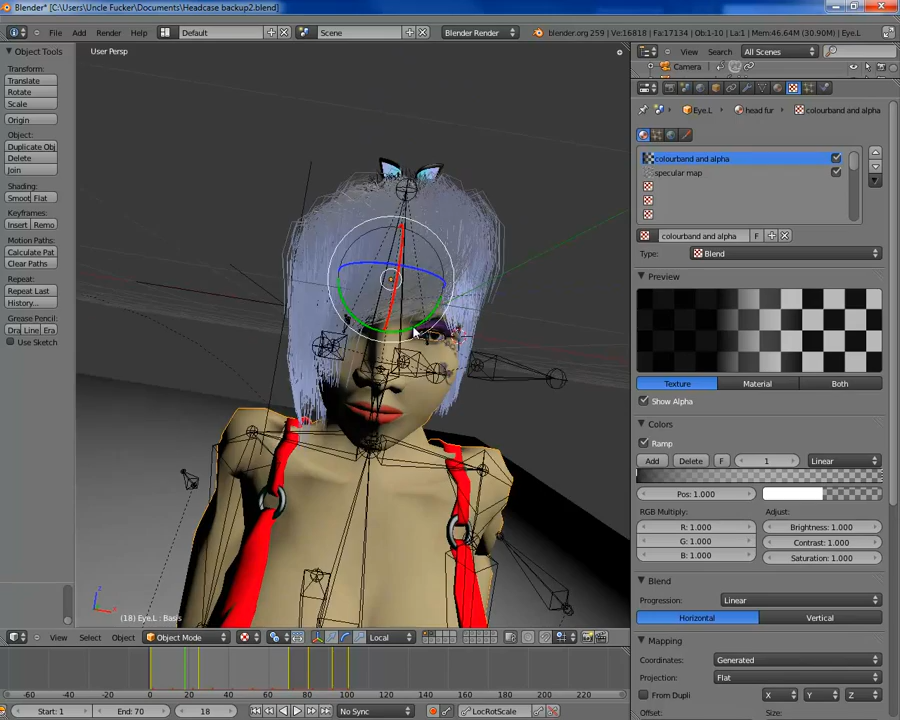 Blender* [C:\Users\Uncle Fucker\Documents\Headcase backup2.blend]
File Add Render Help Default Scene Blender Render blender.org 259 | Ve:16818 | Fa:17134 | Ob:10-0 | La:1 | Mem:46.64M (30.90M) | Eye.L
Object Tools
Transform:
Translate
Rotate
Scale
Origin
Object:
Duplicate Obj
Delete
Join
Shading:
Smoot Flat
Keyframes:
Insert Remo
Motion Paths:
Calculate Pat
Clear Paths
Repeat:
Repeat Last
History...
Grease Pencil:
Dra Line Era
Use Sketch
User Persp
(18) Eye.L : Basis
View Select Object Object Mode Local
-60 -40 -20 0 20 40 60 80 100 120 140 160 180
Start: 1 End: 70 18 No Sync LocRotScale
View Search All Scenes
Camera
Eye.L head fur colourband and alpha
colourband and alpha
specular map
colourband and alpha F
Type: Blend
Preview
Texture Material Both
Show Alpha
Colors
Ramp
Add Delete F 1 Linear
Pos: 1.000
RGB Multiply: Adjust:
R: 1.000 Brightness: 1.000
G: 1.000 Contrast: 1.000
B: 1.000 Saturation: 1.000
Blend
Progression: Linear
Horizontal Vertical
Mapping
Coordinates: Generated
Projection: Flat
From Dupli X Y Z
Offset: Size: